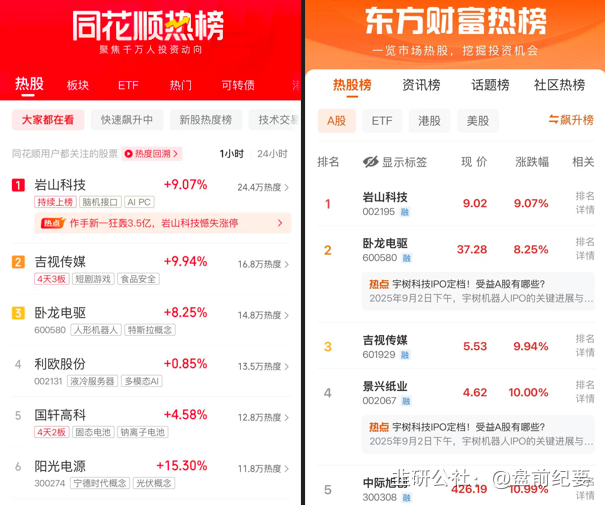 同花顺热榜
聚焦千万人投资动向
热股 板块 ETF 热门 可转债
大家都在看 快速飙升中 新股热度榜 技术交易
同花顺用户都关注的股票 热度回溯 > 1小时 24小时
1 岩山科技 +9.07% 24.4万热度 >
持续上榜 脑机接口 AI PC
热点 作手新一狂轰3.5亿，岩山科技憾失涨停 >
2 吉视传媒 +9.94% 16.8万热度 >
4天3板 短剧游戏 食品安全
3 卧龙电驱 +8.25% 14.8万热度 >
600580 人形机器人 特斯拉概念
4 利欧股份 +0.85% 13.5万热度 >
002131 液冷服务器 多模态AI
5 国轩高科 +4.58% 12.8万热度 >
4天2板 固态电池 钠离子电池
6 阳光电源 +15.30% 11.8万热度 >
300274 宁德时代概念 光伏概念
东方财富热榜
一览市场热股，挖掘投资机会
热股榜 资讯榜 话题榜 社区热榜
A股 ETF 港股 美股 飙升榜
排名 显示标签 现价 涨跌幅 相关
1 岩山科技 9.02 9.07% 排名
002195 融 详情
2 卧龙电驱 37.28 8.25% 排名
600580 融 详情
热点 宇树科技IPO定档！受益A股有哪些？
2025年9月2日下午，宇树机器人IPO的关键进展与...
3 吉视传媒 5.53 9.94% 排名
601929 融 详情
4 景兴纸业 4.62 10.00% 排名
002067 融 详情
热点 宇树科技IPO定档！受益A股有哪些？
2025年9月2日下午，宇树机器人IPO的关键进展与...
5 中际旭创 426.19 10.99% 排名
300308 融 详情
@盘前纪要